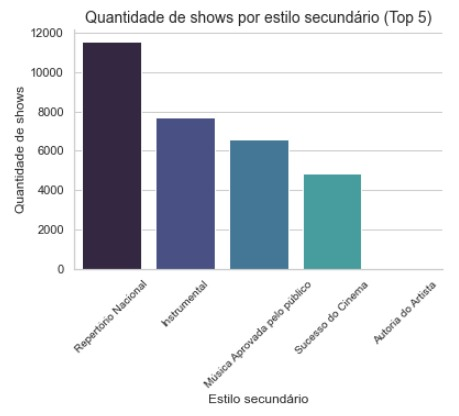 Quantidade de shows por estilo secundário (Top 5)
12000
10000
8000
6000
4000
2000
0
Quantidade de shows
Repertório Nacional
Instrumental
Música Aprovada pelo público
Sucesso do Cinema
Autoria do Artista
Estilo secundário